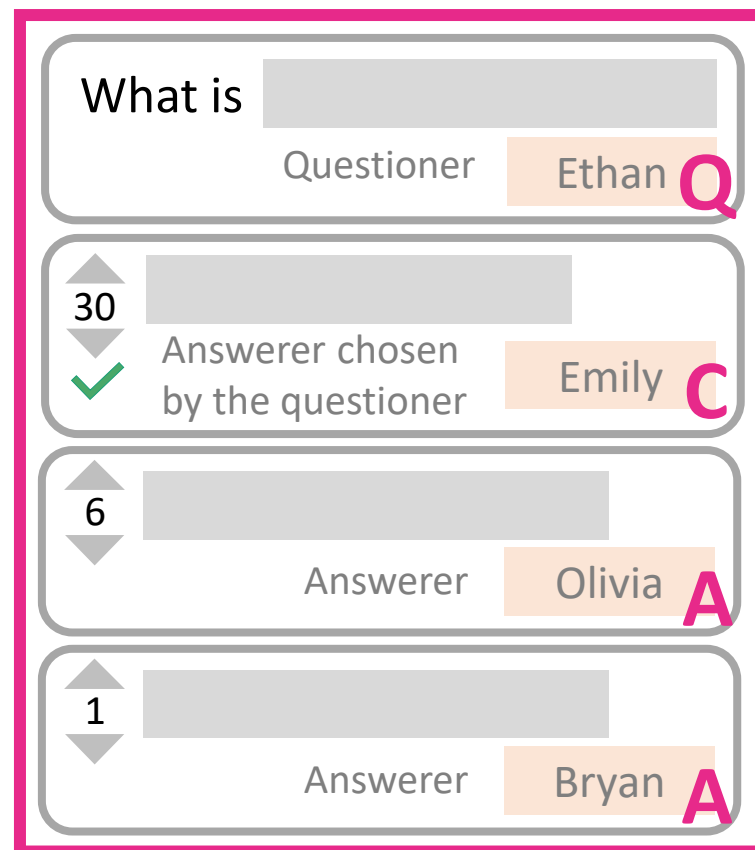 What is
Questioner Ethan Q
30
Answerer chosen
by the questioner
Emily C
6
Answerer Olivia A
1
Answerer Bryan A